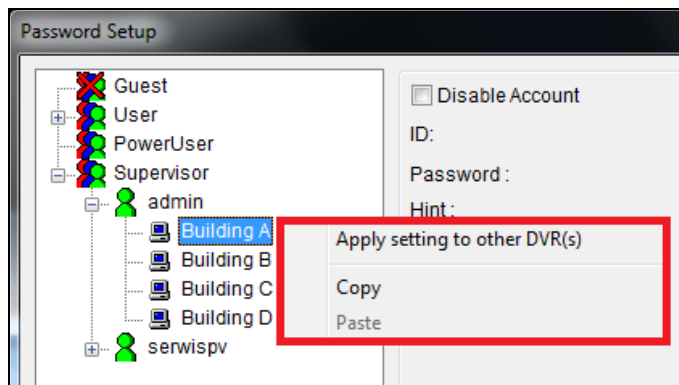 Password Setup
Guest
User
PowerUser
Supervisor
admin
Building A
Building B
Building C
Building D
serwispv
Disable Account
ID:
Password :
Hint :
Apply setting to other DVR(s)
Copy
Paste